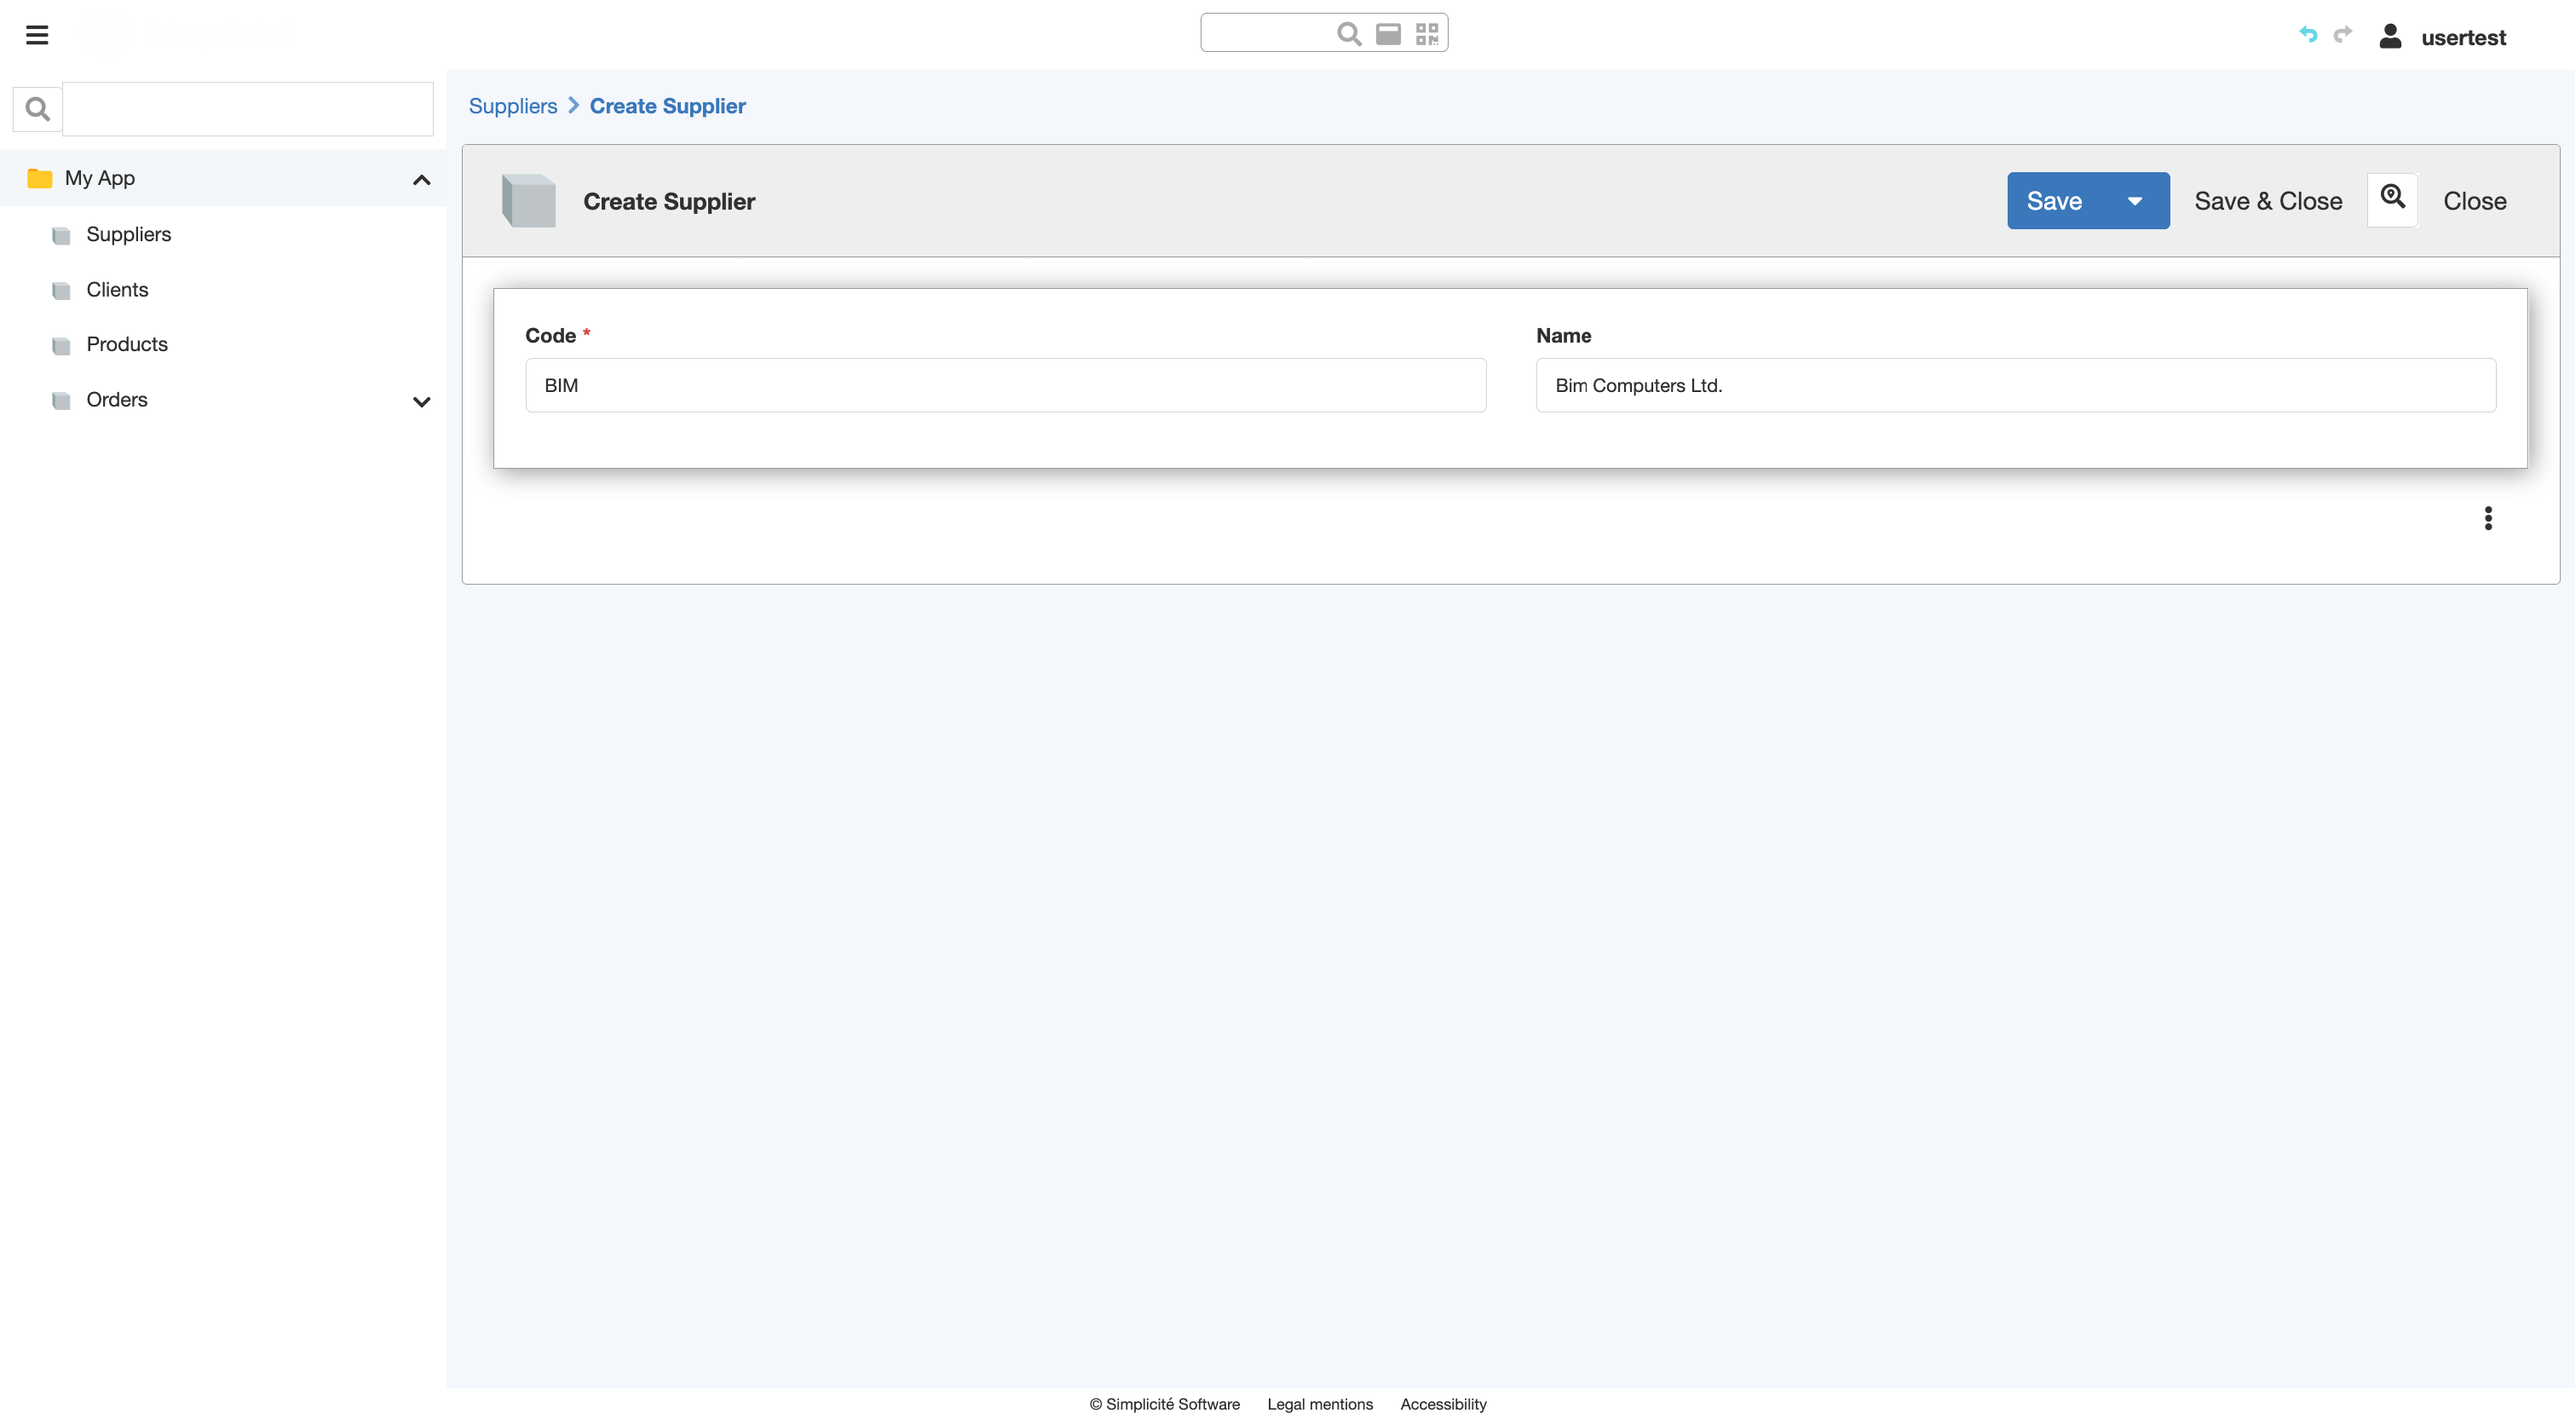 usertest
Suppliers > Create Supplier
My App
Suppliers
Clients
Products
Orders
Create Supplier
Save
Save & Close
Close
Code *
Name
BIM
Bim Computers Ltd.
© Simplicité Software
Legal mentions
Accessibility